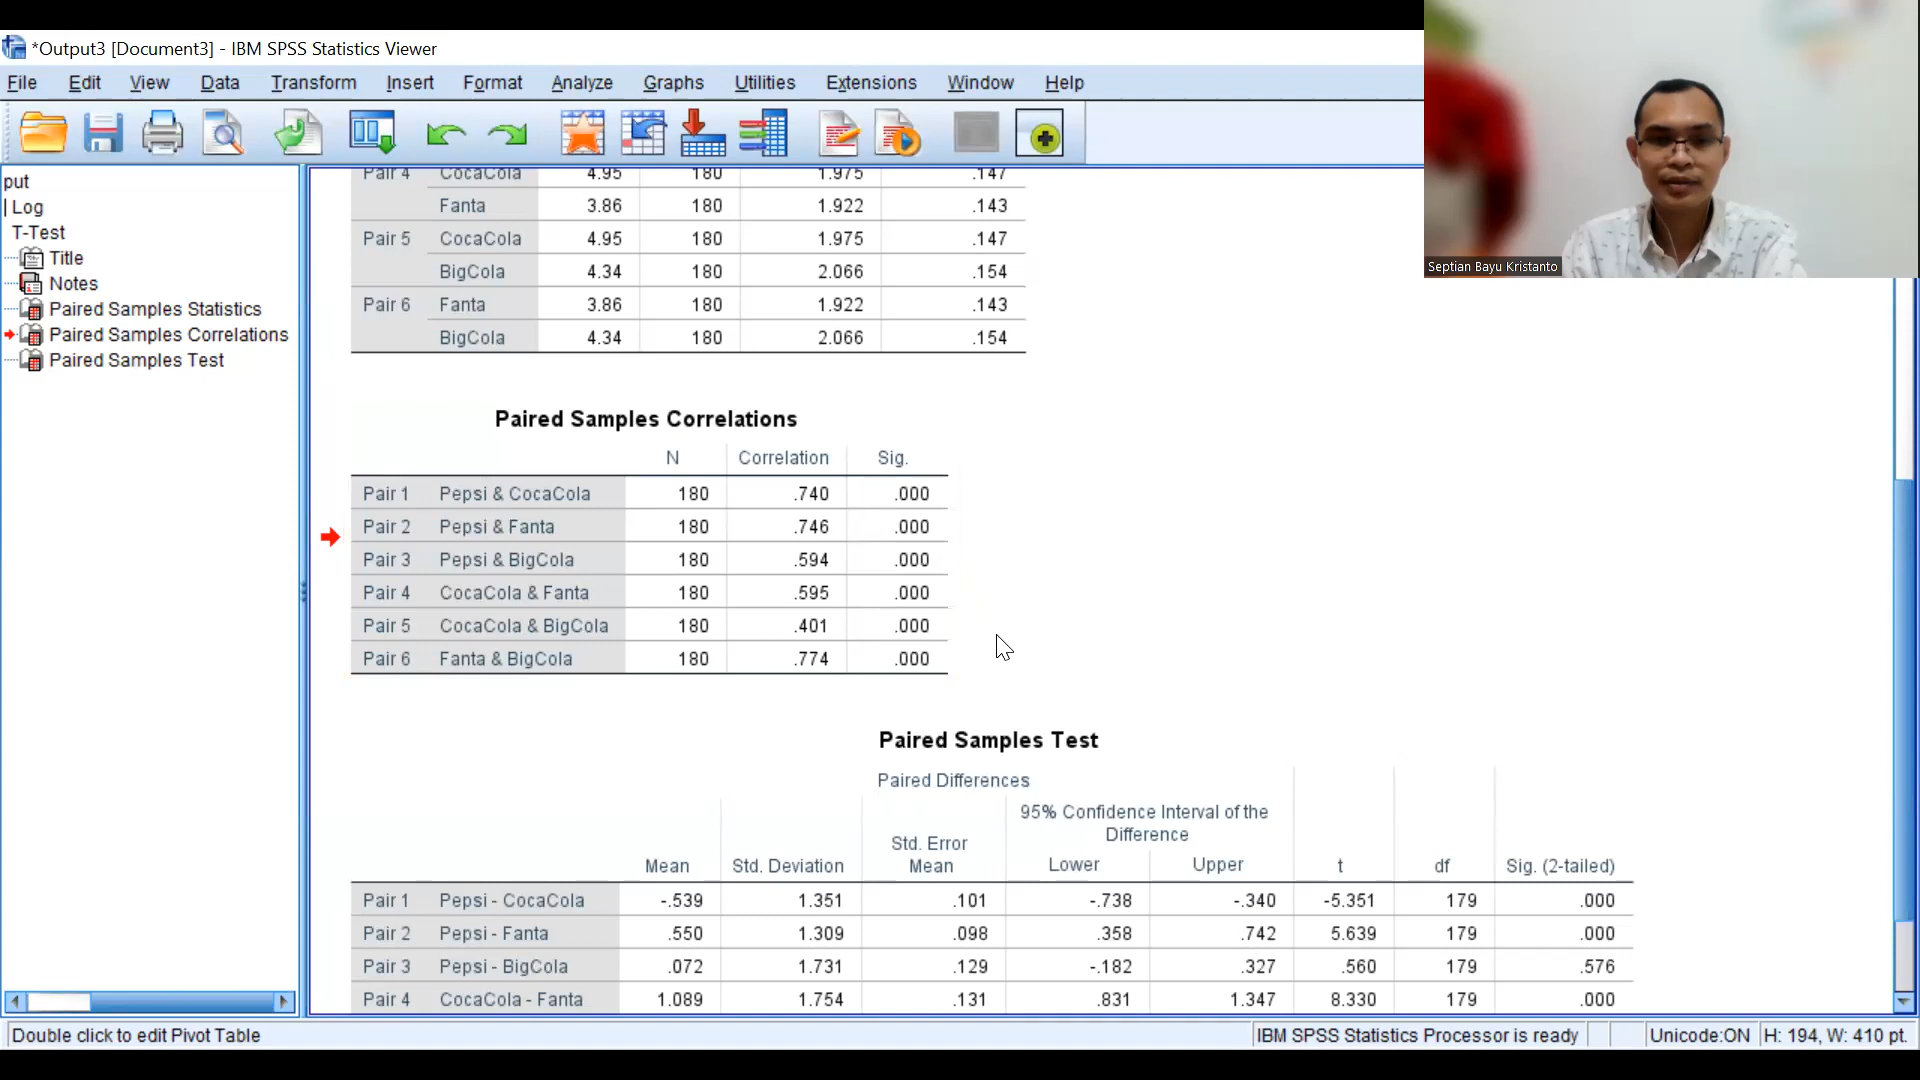 *Output3 [Document3] - IBM SPSS Statistics Viewer
File Edit View Data Transform Insert Format Analyze Graphs Utilities Extensions Window Help
put
Log
T-Test
Title
Notes
Paired Samples Statistics
Paired Samples Correlations
Paired Samples Test
Pair 4 CocaCola 4.95 180 1.975 .147
Fanta 3.86 180 1.922 .143
Pair 5 CocaCola 4.95 180 1.975 .147
BigCola 4.34 180 2.066 .154
Pair 6 Fanta 3.86 180 1.922 .143
BigCola 4.34 180 2.066 .154
Paired Samples Correlations
N Correlation Sig.
Pair 1 Pepsi & CocaCola 180 .740 .000
Pair 2 Pepsi & Fanta 180 .746 .000
Pair 3 Pepsi & BigCola 180 .594 .000
Pair 4 CocaCola & Fanta 180 .595 .000
Pair 5 CocaCola & BigCola 180 .401 .000
Pair 6 Fanta & BigCola 180 .774 .000
Paired Samples Test
Paired Differences
95% Confidence Interval of the
Difference
Std. Error
Mean Std. Deviation Mean Lower Upper t df Sig. (2-tailed)
Pair 1 Pepsi - CocaCola -.539 1.351 .101 -.738 -.340 -5.351 179 .000
Pair 2 Pepsi - Fanta .550 1.309 .098 .358 .742 5.639 179 .000
Pair 3 Pepsi - BigCola .072 1.731 .129 -.182 .327 .560 179 .576
Pair 4 CocaCola - Fanta 1.089 1.754 .131 .831 1.347 8.330 179 .000
Septian Bayu Kristanto
Double click to edit Pivot Table
IBM SPSS Statistics Processor is ready
Unicode:ON
H: 194, W: 410 pt.